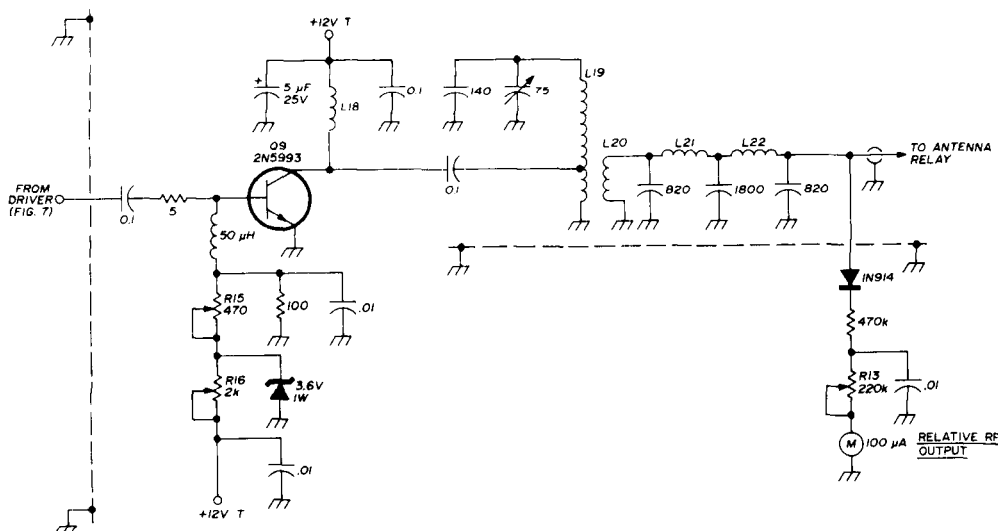 +12V T
5 µF
25V
L18
0.1
140
75
L19
Q9
2N5993
L20
L21
L22
TO ANTENNA
RELAY
FROM
DRIVER
(FIG. 7)
0.1
5
0.1
820
1800
820
50 µH
R15
470
100
.01
1N914
470k
R16
2k
3.6V
1W
R13
220k
.01
.01
M
100 µA
RELATIVE RF
OUTPUT
+12V T